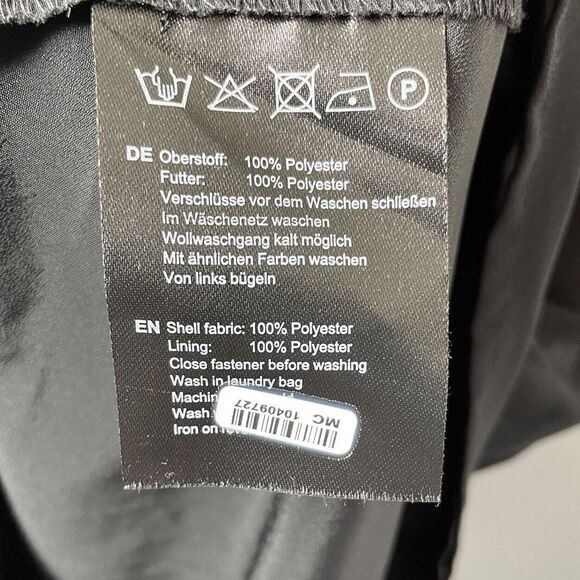 P
DE Oberstoff: 100% Polyester
Futter: 100% Polyester
Verschlüsse vor dem Waschen schließen
Im Wäschenetz waschen
Wollwaschgang kalt möglich
Mit ähnlichen Farben waschen
Von links bügeln
EN Shell fabric: 100% Polyester
Lining: 100% Polyester
Close fastener before washing
Wash in laundry bag
Wash
Iron on
MC 10409727